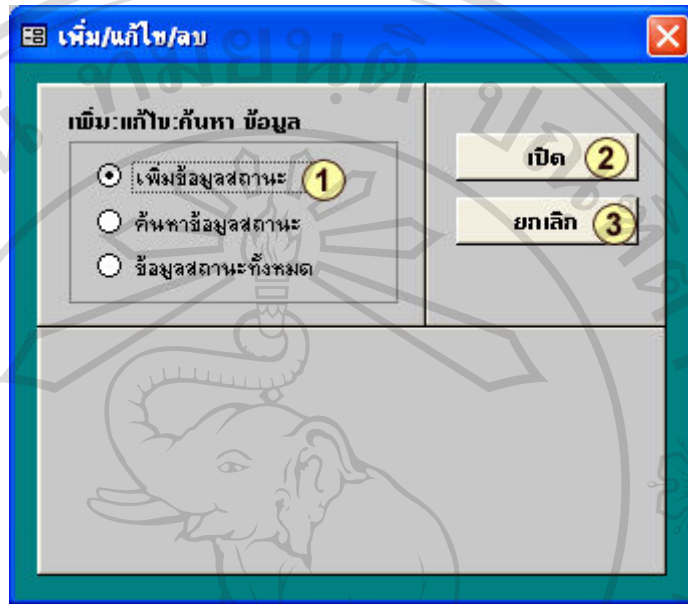 เพิ่ม/แก้ไข/ลบ
เพิ่ม:แก้ไข:ค้นหา ข้อมูล
เพิ่มข้อมูลสถานะ 1
ค้นหาข้อมูลสถานะ
ข้อมูลสถานะทั้งหมด
เปิด 2
ยกเลิก 3